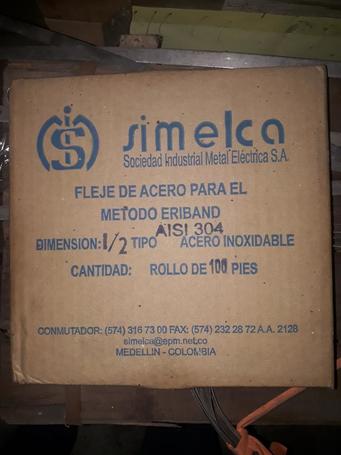 simelca
Sociedad Industrial Metal Eléctrica S.A.
FLEJE DE ACERO PARA EL
METODO ERIBAND
AISI 304
DIMENSION: 1/2 TIPO ACERO INOXIDABLE
CANTIDAD: ROLLO DE 100 PIES
CONMUTADOR: (574) 316 73 00 FAX: (574) 232 28 72 A.A. 2128
simelca@epm.net.co
MEDELLIN - COLOMBIA